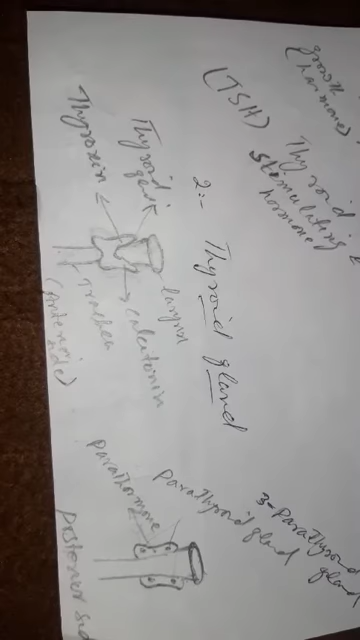 (hormones)
(TSH) Thyroid
stimulating
hormone
2:- Thyroid gland
Thyroid
gland
Thyroxin
larynx
calcitonin
Trachea
(Anterior
side)
3- Parathyroid
gland
Parathyroid gland
Parathormone
Posterior sid